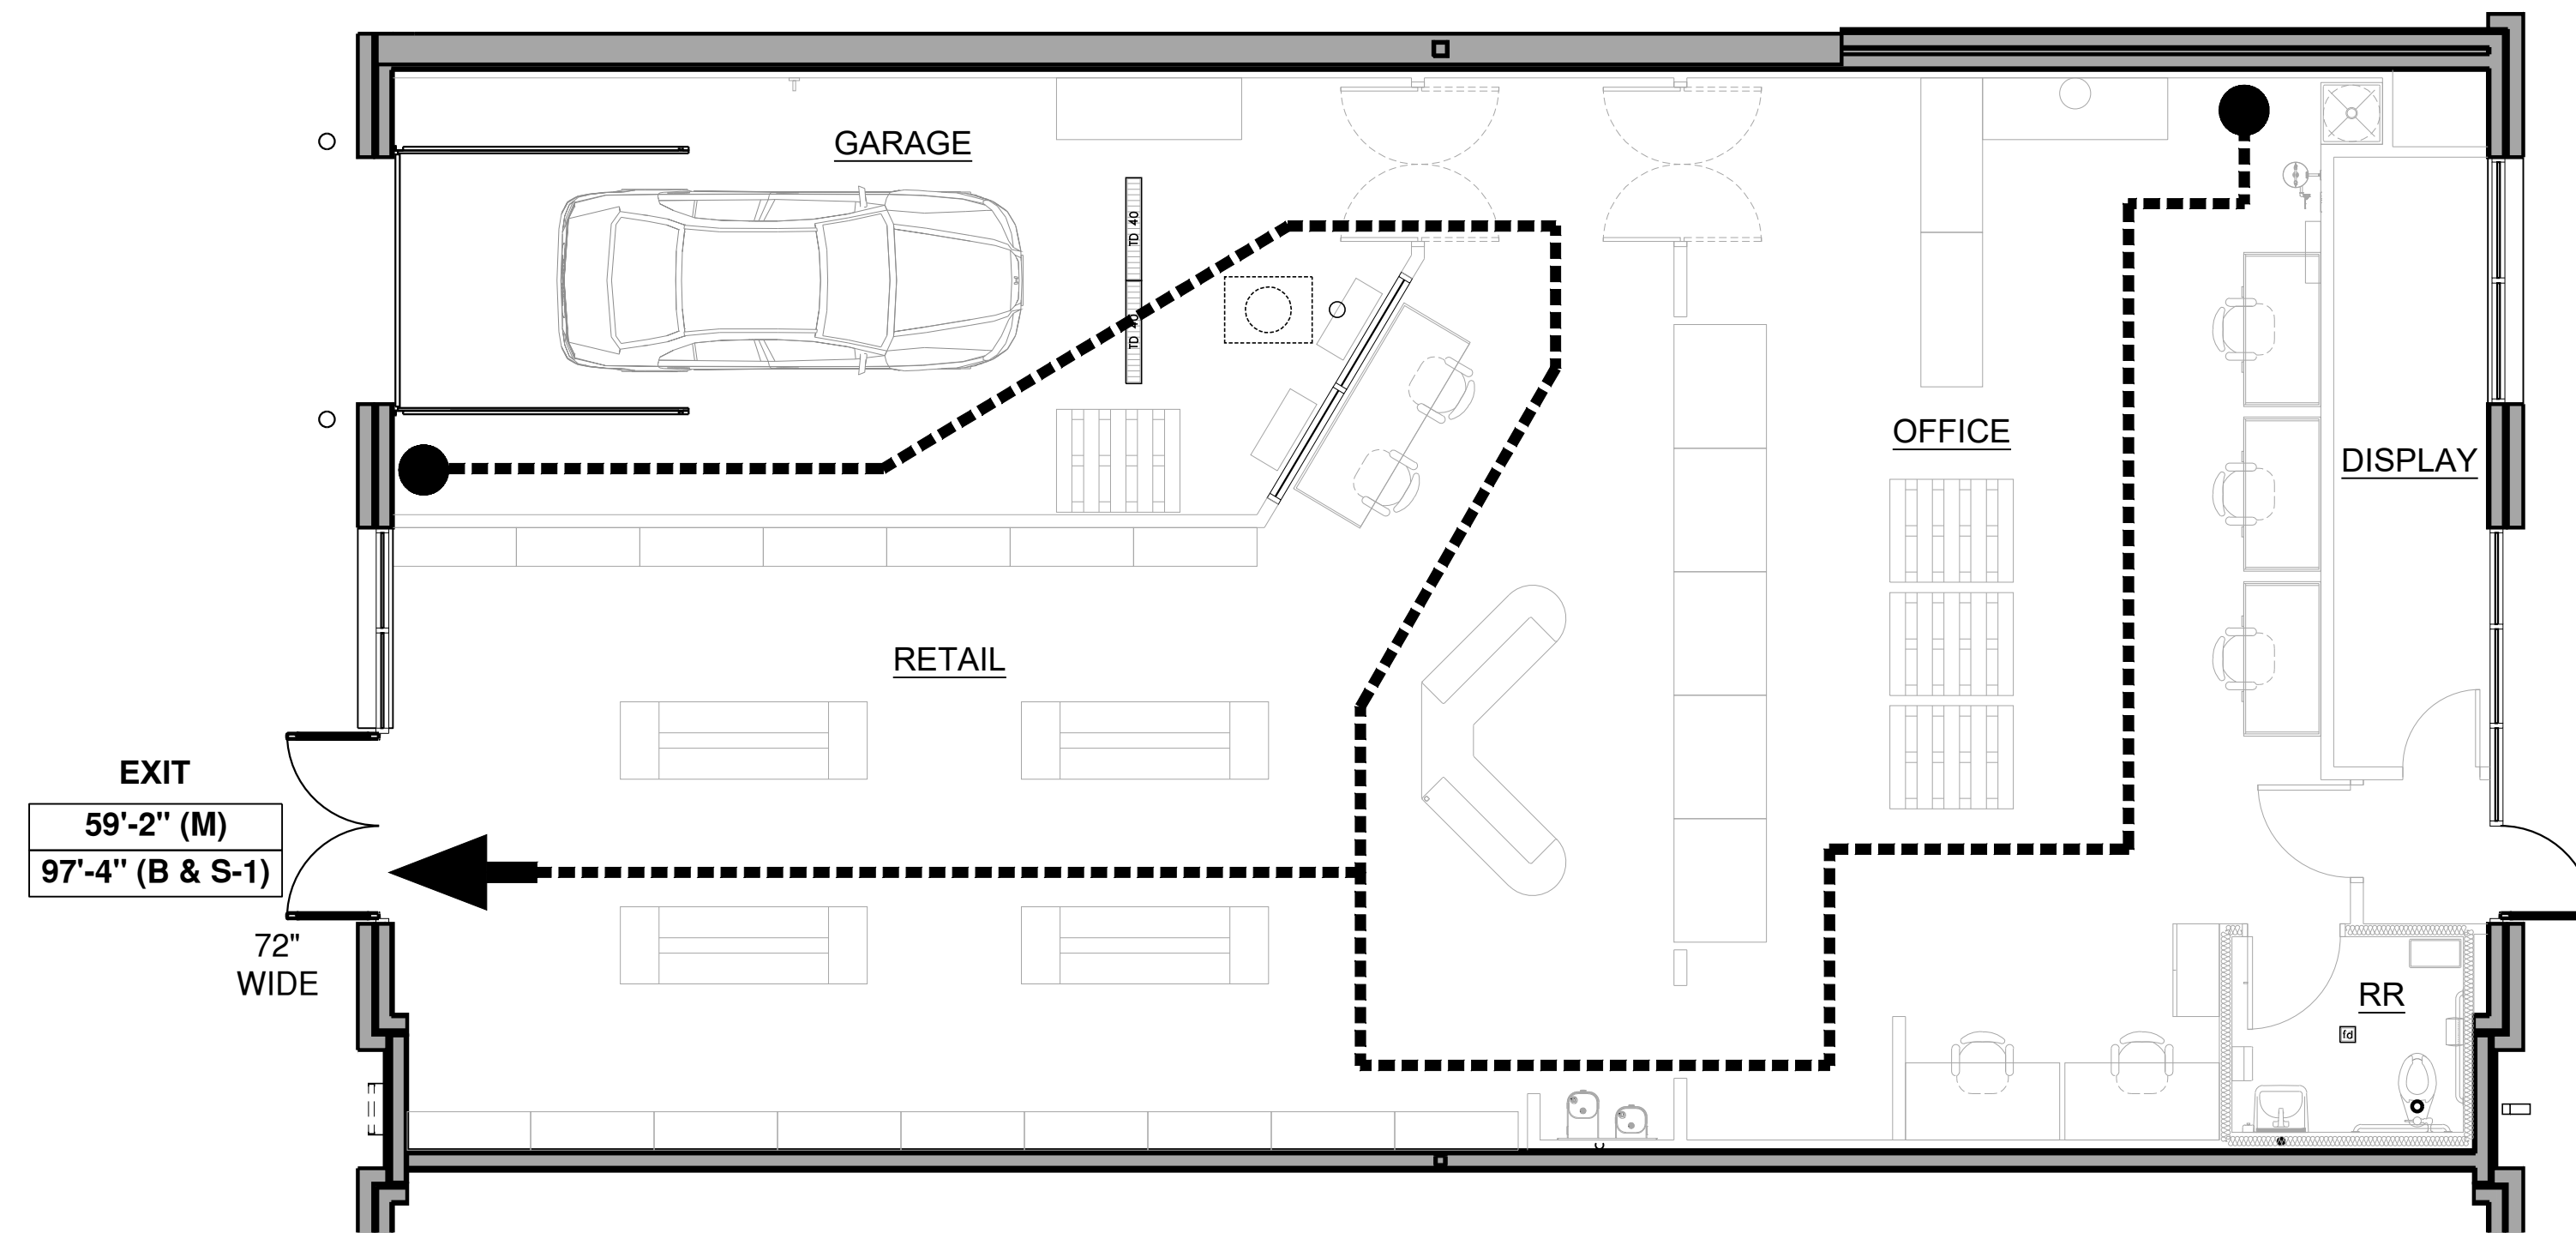 GARAGE
TD 40
TD 40
OFFICE
DISPLAY
RETAIL
EXIT
59'-2" (M)
97'-4" (B & S-1)
72"
WIDE
RR
fd